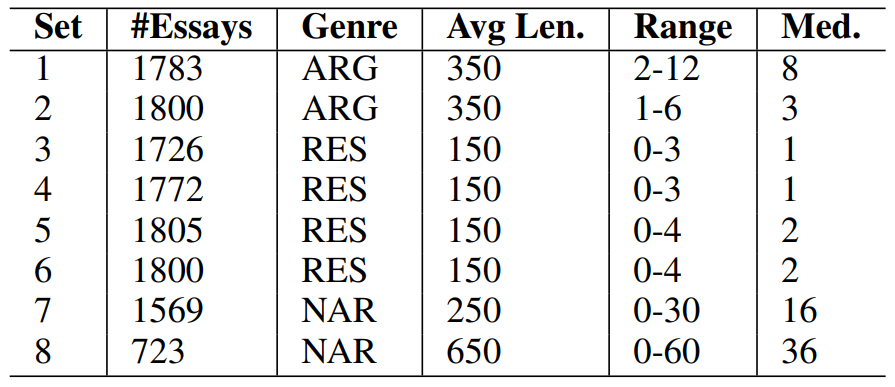 Set #Essays Genre Avg Len. Range Med.
1 1783 ARG 350 2-12 8
2 1800 ARG 350 1-6 3
3 1726 RES 150 0-3 1
4 1772 RES 150 0-3 1
5 1805 RES 150 0-4 2
6 1800 RES 150 0-4 2
7 1569 NAR 250 0-30 16
8 723 NAR 650 0-60 36